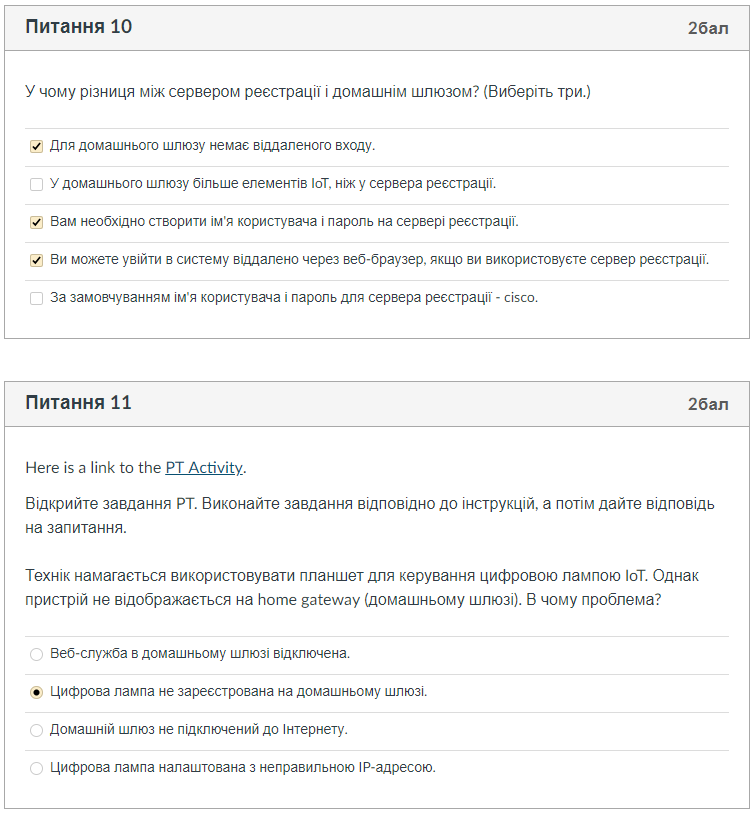 Питання 10
2бал
У чому різниця між сервером реєстрації і домашнім шлюзом? (Виберіть три.)
Для домашнього шлюзу немає віддаленого входу.
У домашнього шлюзу більше елементів IoT, ніж у сервера реєстрації.
Вам необхідно створити ім'я користувача і пароль на сервері реєстрації.
Ви можете увійти в систему віддалено через веб-браузер, якщо ви використовуєте сервер реєстрації.
За замовчуванням ім'я користувача і пароль для сервера реєстрації - cisco.
Питання 11
2бал
Here is a link to the PT Activity.
Відкрийте завдання PT. Виконайте завдання відповідно до інструкцій, а потім дайте відповідь
на запитання.
Технік намагається використовувати планшет для керування цифровою лампою IoT. Однак
пристрій не відображається на home gateway (домашньому шлюзі). В чому проблема?
Веб-служба в домашньому шлюзі відключена.
Цифрова лампа не зареєстрована на домашньому шлюзі.
Домашній шлюз не підключений до Інтернету.
Цифрова лампа налаштована з неправильною IP-адресою.